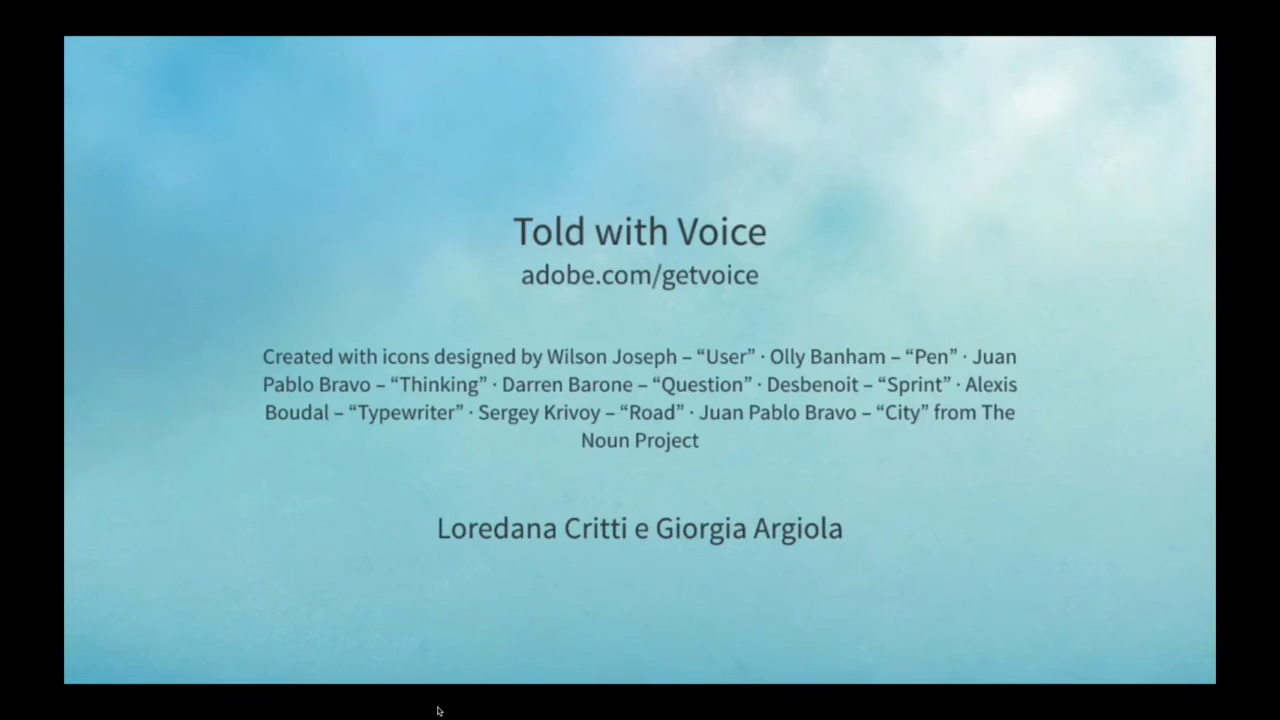 Told with Voice
adobe.com/getvoice
Created with icons designed by Wilson Joseph – “User” · Olly Banham – “Pen” · Juan
Pablo Bravo – “Thinking” · Darren Barone – “Question” · Desbenoit – “Sprint” · Alexis
Boudal – “Typewriter” · Sergey Krivoy – “Road” · Juan Pablo Bravo – “City” from The
Noun Project
Loredana Critti e Giorgia Argiola